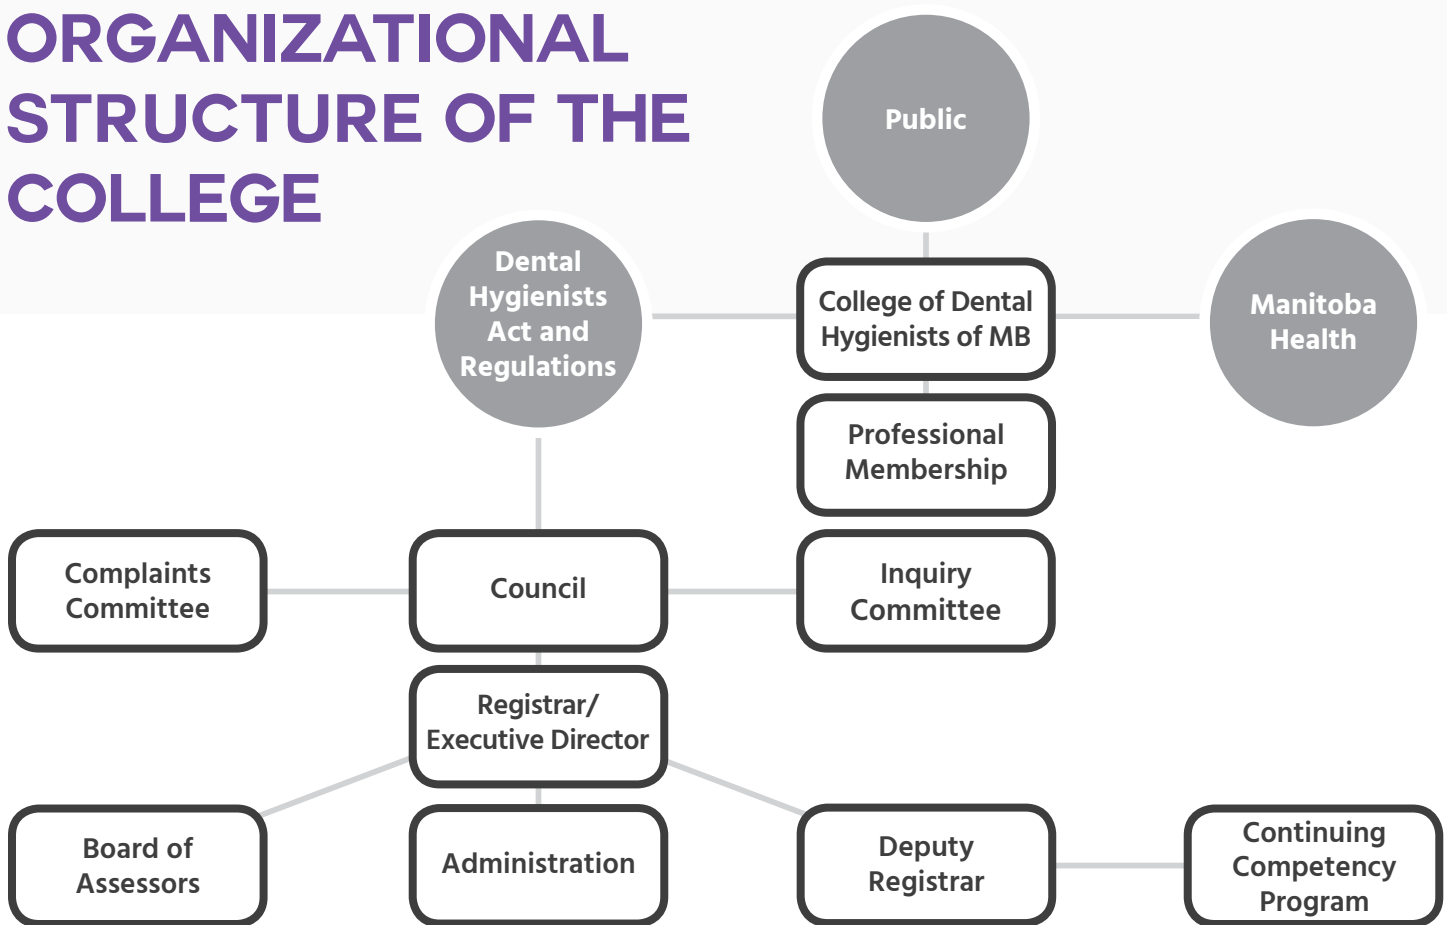 ORGANIZATIONAL
STRUCTURE OF THE
COLLEGE
Public
Dental
Hygienists
Act and
Regulations
College of Dental
Hygienists of MB
Manitoba
Health
Professional
Membership
Complaints
Committee
Council
Inquiry
Committee
Registrar/
Executive Director
Board of
Assessors
Administration
Deputy
Registrar
Continuing
Competency
Program